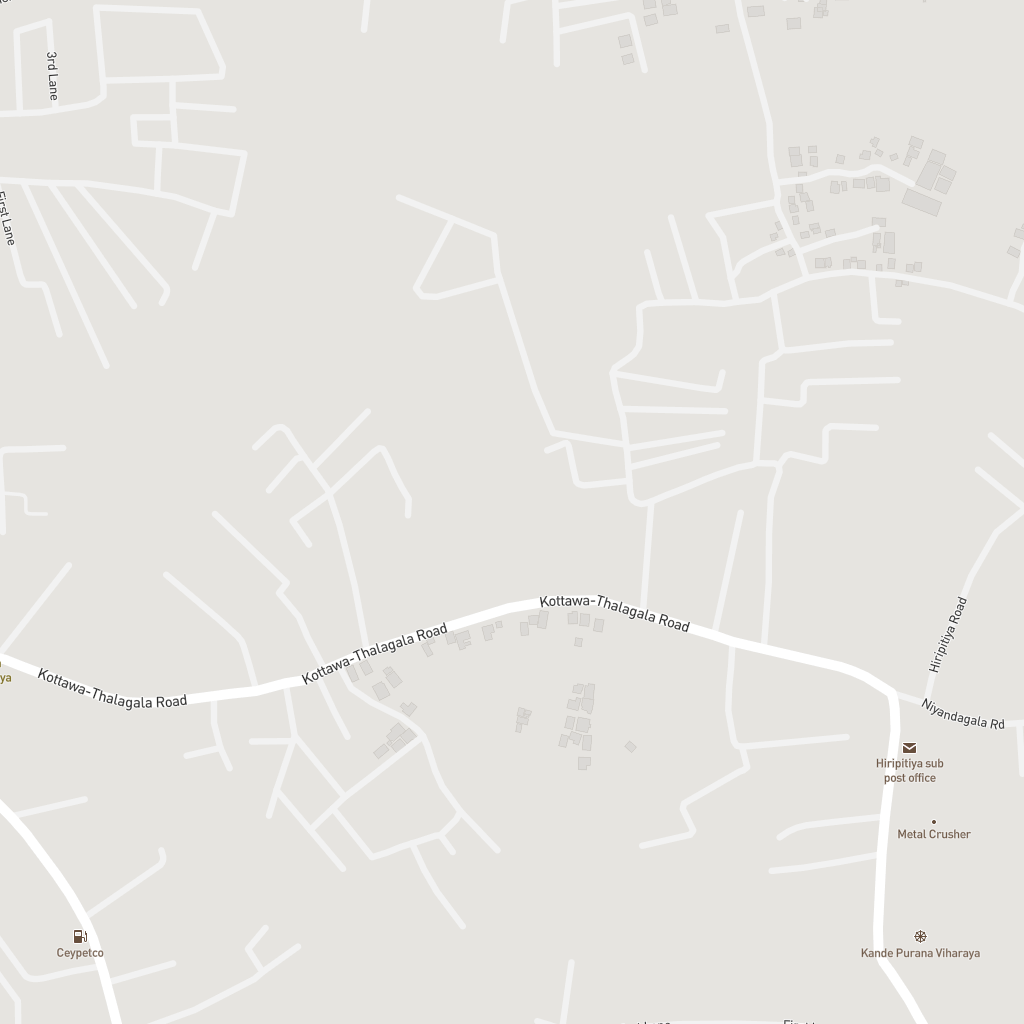 3rd Lane
First Lane
Kottawa-Thalagala Road
Hiripitiya Road
Kottawa-Thalagala Road
ya
Kottawa-Thalagala Road
Niyandagala Rd
Hiripitiya sub
post office
Metal Crusher
Ceypetco
Kande Purana Viharaya